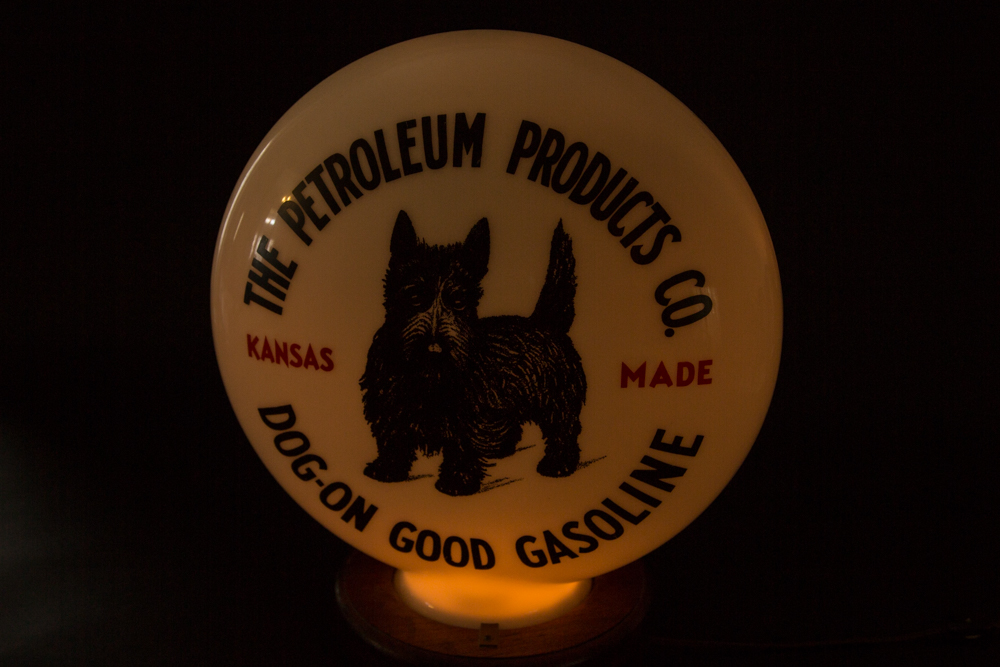 THE PETROLEUM PRODUCTS CO.
KANSAS MADE
DOG-ON GOOD GASOLINE